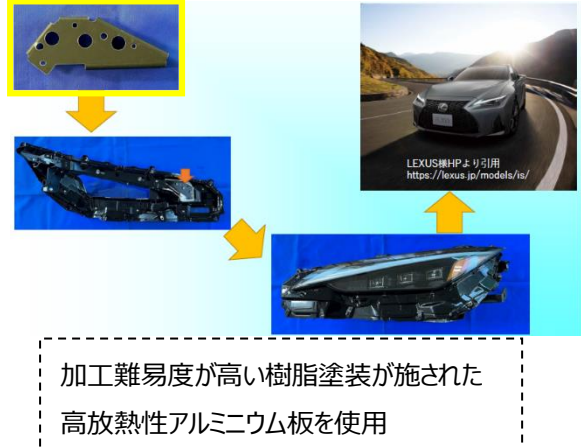 LEXUS様HPより引用
https://lexus.jp/models/is/
加工難易度が高い樹脂塗装が施された
高放熱性アルミニウム板を使用